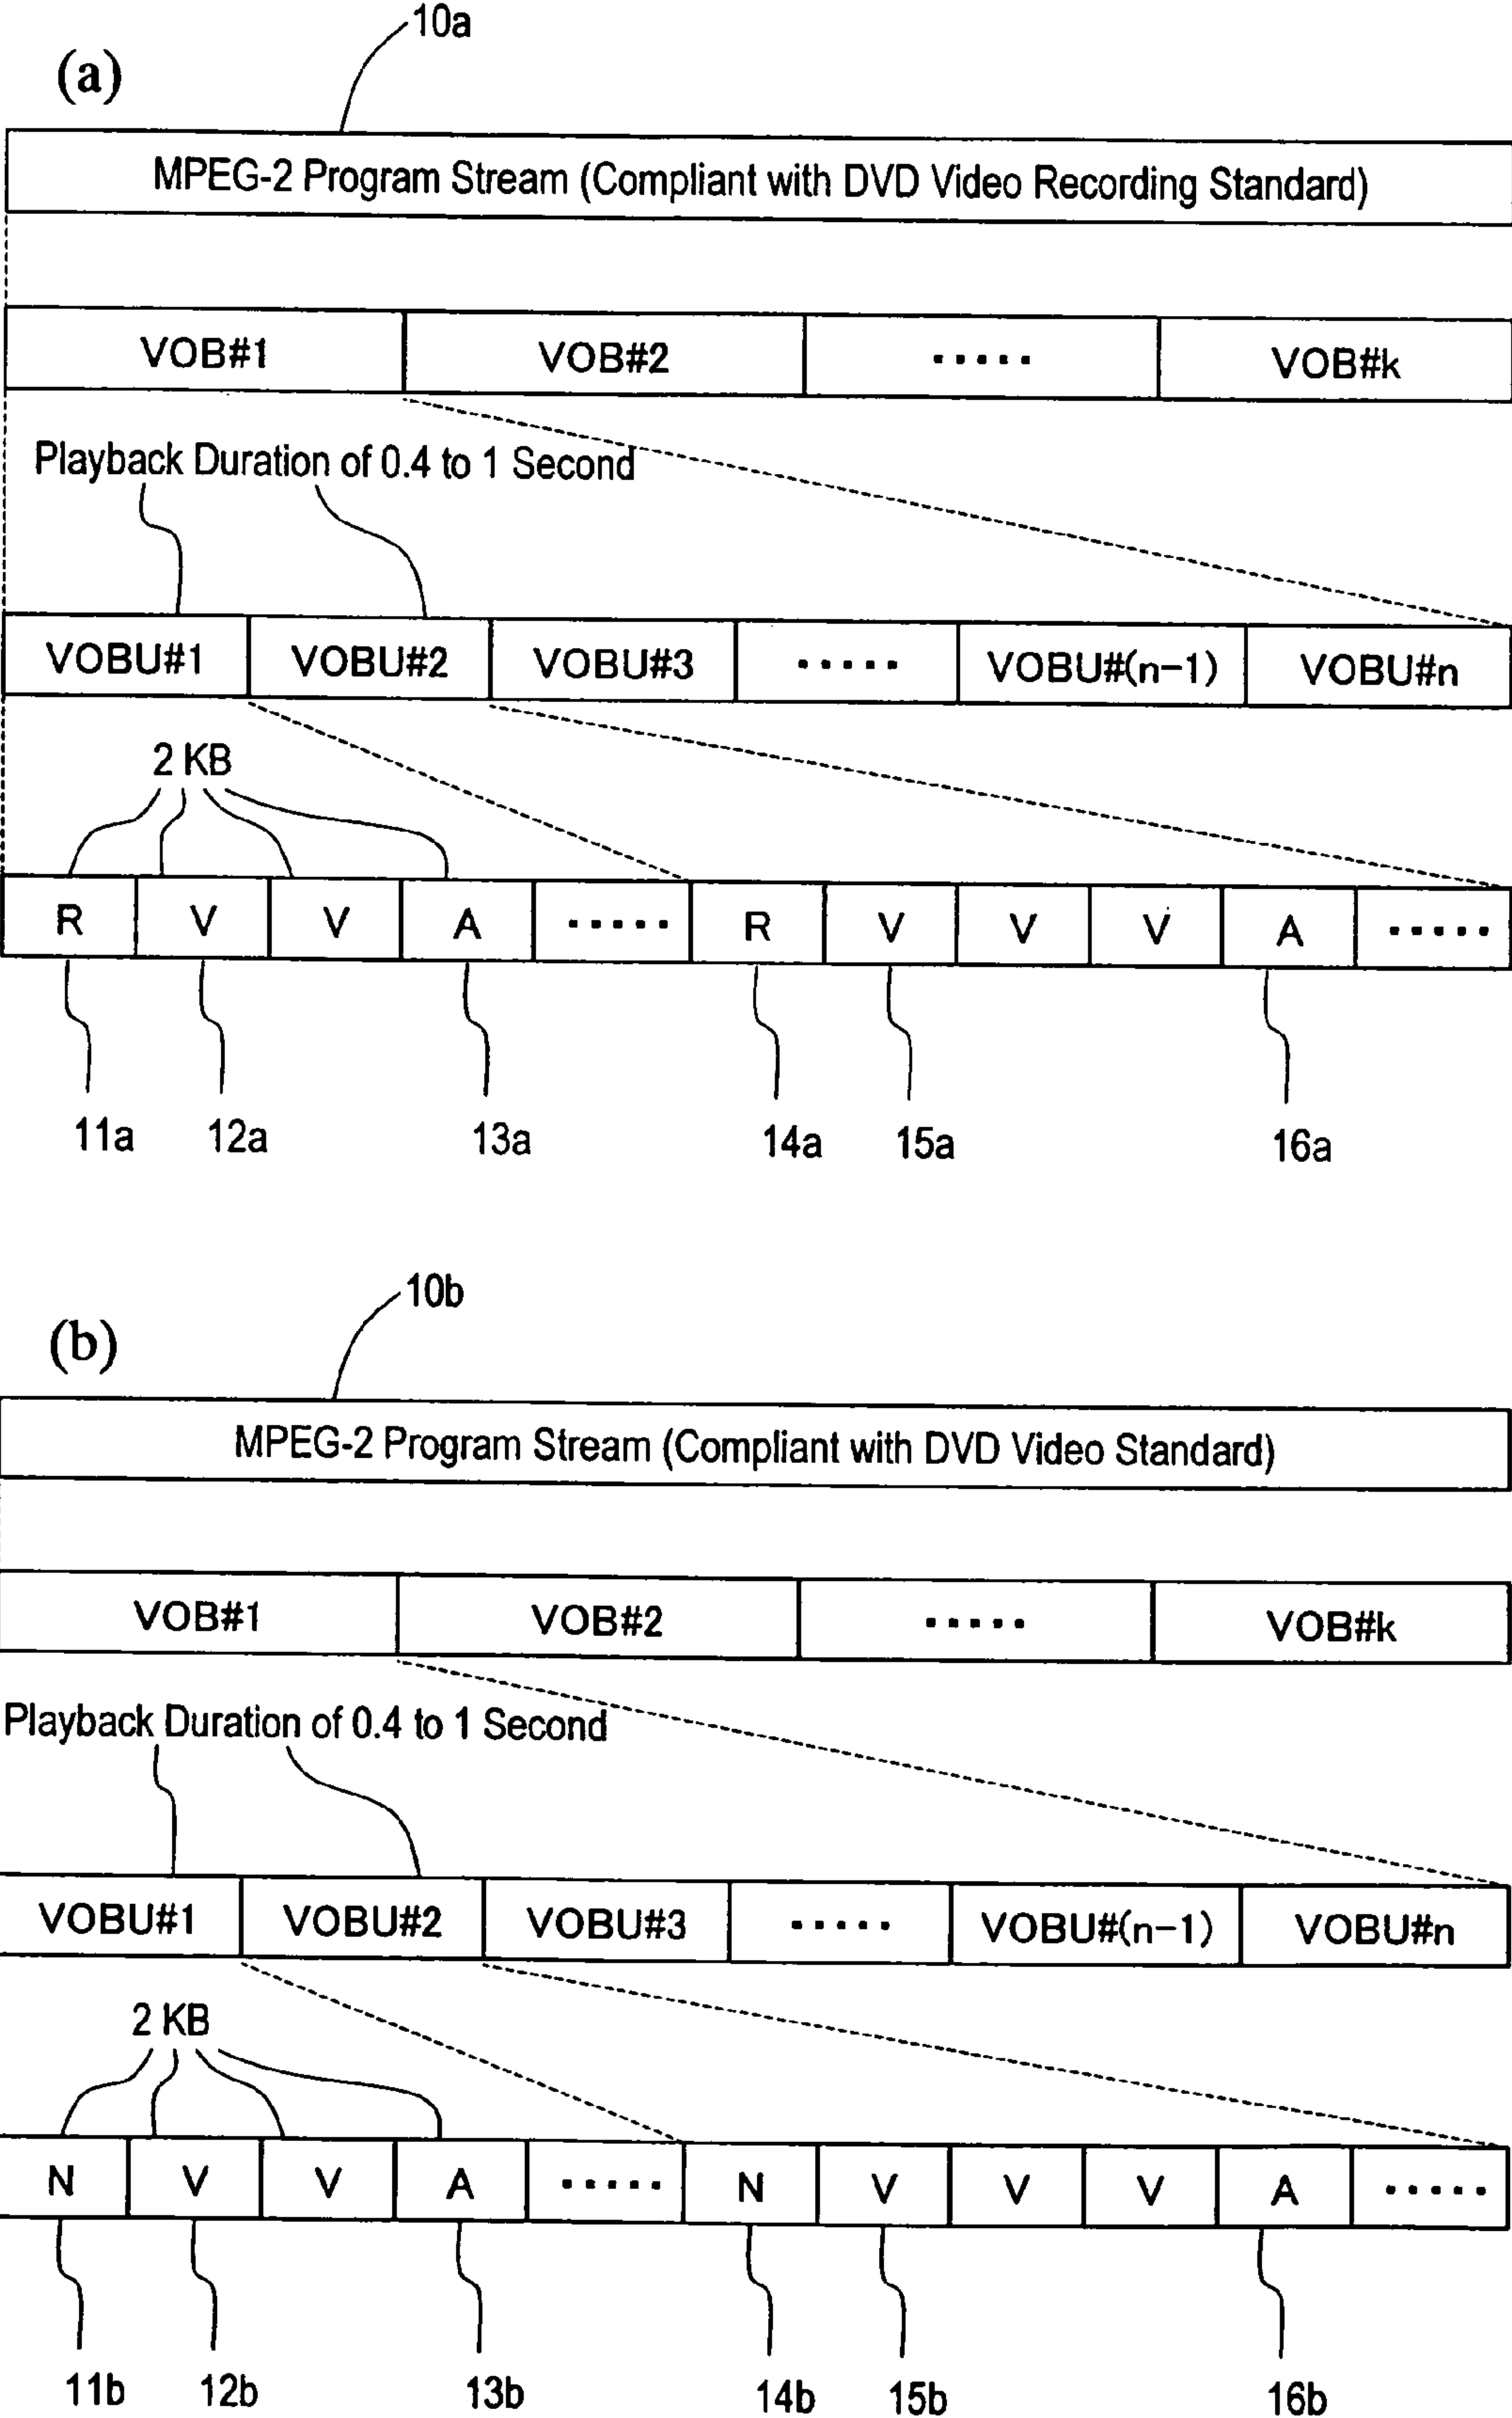 10a
(a)
MPEG-2 Program Stream (Compliant with DVD Video Recording Standard)
VOB#1 VOB#2 ····· VOB#k
Playback Duration of 0.4 to 1 Second
VOBU#1 VOBU#2 VOBU#3 ····· VOBU#(n-1) VOBU#n
2 KB
R V V A ····· R V V V A ·····
11a 12a 13a 14a 15a 16a
10b
(b)
MPEG-2 Program Stream (Compliant with DVD Video Standard)
VOB#1 VOB#2 ····· VOB#k
Playback Duration of 0.4 to 1 Second
VOBU#1 VOBU#2 VOBU#3 ····· VOBU#(n-1) VOBU#n
2 KB
N V V A ····· N V V V A ·····
11b 12b 13b 14b 15b 16b